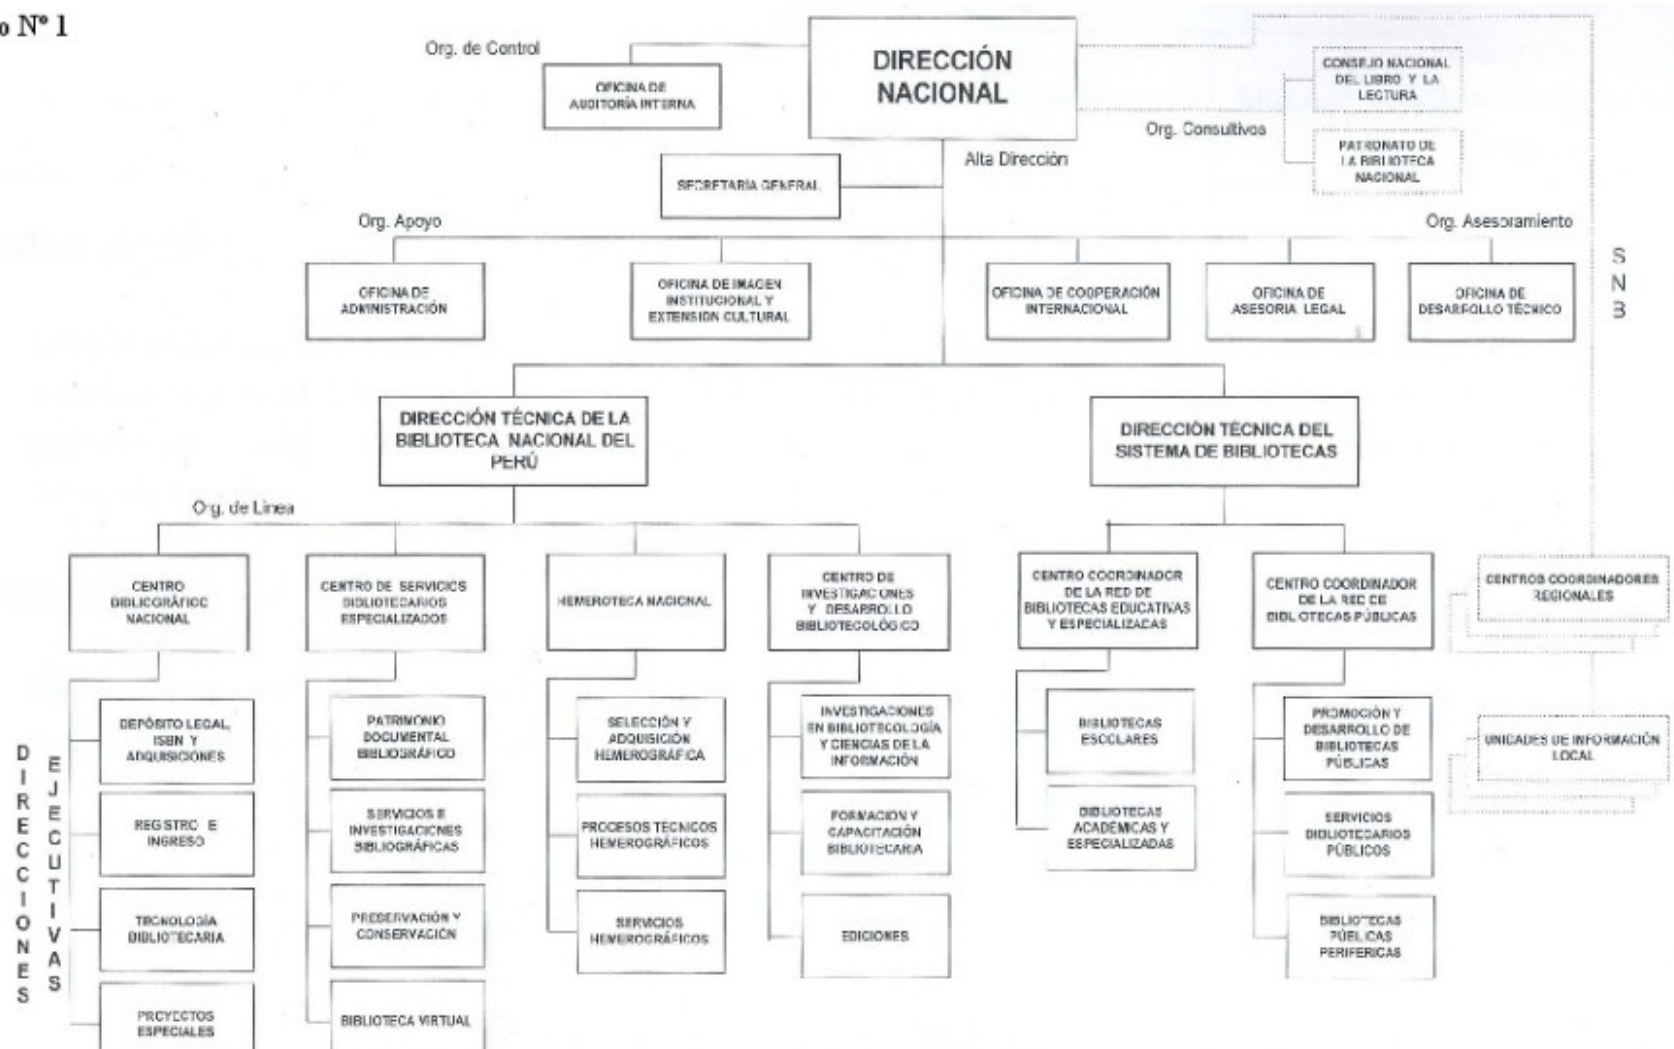 o Nº 1
Org. de Control
OFICINA DE
AUDITORÍA INTERNA
DIRECCIÓN
NACIONAL
CONSEJO NACIONAL
DEL LIBRO Y LA
LECTURA
Org. Consultivos
PATRONATO DE
LA BIBLIOTECA
NACIONAL
Alta Dirección
SECRETARÍA GENERAL
Org. Apoyo
Org. Asesoramiento
OFICINA DE
ADMINISTRACIÓN
OFICINA DE IMAGEN
INSTITUCIONAL Y
EXTENSION CULTURAL
OFICINA DE COOPERACIÓN
INTERNACIONAL
OFICINA DE
ASESORIA LEGAL
OFICINA DE
DESARROLLO TÉCNICO
SNB
DIRECCIÓN TÉCNICA DE LA
BIBLIOTECA NACIONAL DEL
PERÚ
DIRECCIÓN TÉCNICA DEL
SISTEMA DE BIBLIOTECAS
Org. de Linea
CENTRO
BIBLIOGRÁFICO
NACIONAL
CENTRO DE SERVICIOS
BIBLIOTECARIOS
ESPECIALIZADOS
HEMEROTECA NACIONAL
CENTRO DE
INVESTIGACIONES
Y DESARROLLO
BIBLIOTECOLÓGICO
CENTRO COORDINADOR
DE LA RED DE
BIBLIOTECAS EDUCATIVAS
Y ESPECIALIZADAS
CENTRO COORDINADOR
DE LA RED DE
BIBLIOTECAS PÚBLICAS
CENTROS COORDINADORES
REGIONALES
DIRECCIONES
EJECUTIVAS
DEPÓSITO LEGAL,
ISBN Y
ADQUISICIONES
REGISTRO E
INGRESO
TECNOLOGÍA
BIBLIOTECARIA
PROYECTOS
ESPECIALES
PATRIMONIO
DOCUMENTAL
BIBLIOGRÁFICO
SERVICIOS E
INVESTIGACIONES
BIBLIOGRÁFICAS
PRESERVACIÓN Y
CONSERVACIÓN
BIBLIOTECA VIRTUAL
SELECCIÓN Y
ADQUISICIÓN
HEMEROGRÁFICA
PROCESOS TECNICOS
HEMEROGRÁFICOS
SERVICIOS
HEMEROGRÁFICOS
INVESTIGACIONES
EN BIBLIOTECOLOGÍA
Y CIENCIAS DE LA
INFORMACIÓN
FORMACION Y
CAPACITACIÓN
BIBLIOTECARIA
EDICIONES
BIBLIOTECAS
ESCOLARES
BIBLIOTECAS
ACADÉMICAS Y
ESPECIALIZADAS
PROMOCIÓN Y
DESARROLLO DE
BIBLIOTECAS
PÚBLICAS
SERVICIOS
BIBLIOTECARIOS
PÚBLICOS
BIBLIOTECAS
PÚBLICAS
PERIFERICAS
UNIDADES DE INFORMACIÓN
LOCAL